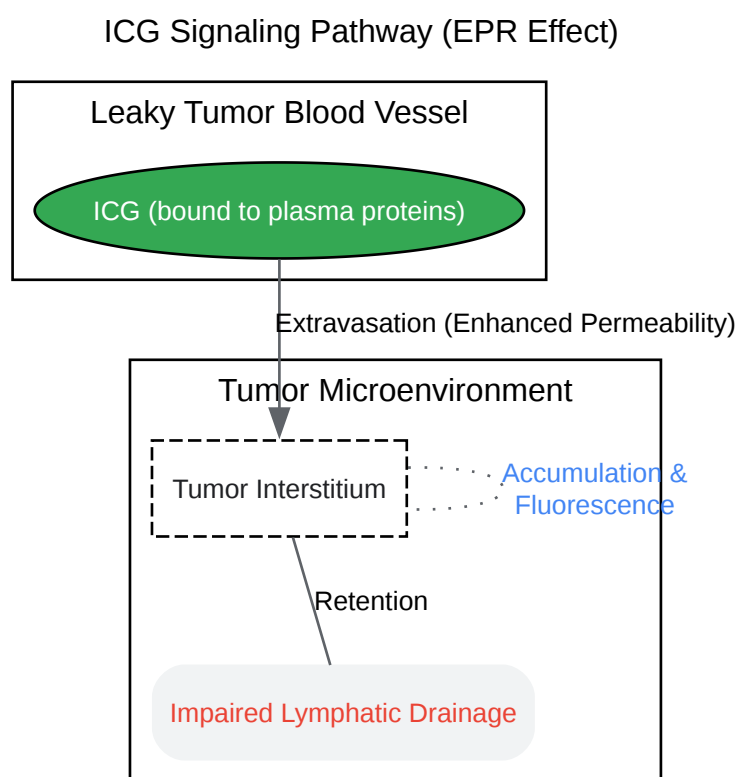 ICG Signaling Pathway (EPR Effect)
Leaky Tumor Blood Vessel
ICG (bound to plasma proteins)
Extravasation (Enhanced Permeability)
Tumor Microenvironment
Tumor Interstitium
Accumulation &
Fluorescence
Retention
Impaired Lymphatic Drainage